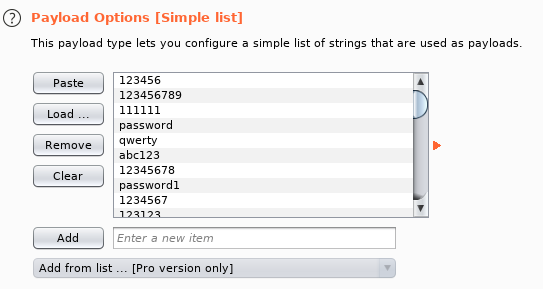 Payload Options [Simple list]
This payload type lets you configure a simple list of strings that are used as payloads.
Paste
Load ...
Remove
Clear
123456
123456789
111111
password
qwerty
abc123
12345678
password1
1234567
123123
Add
Enter a new item
Add from list ... [Pro version only]